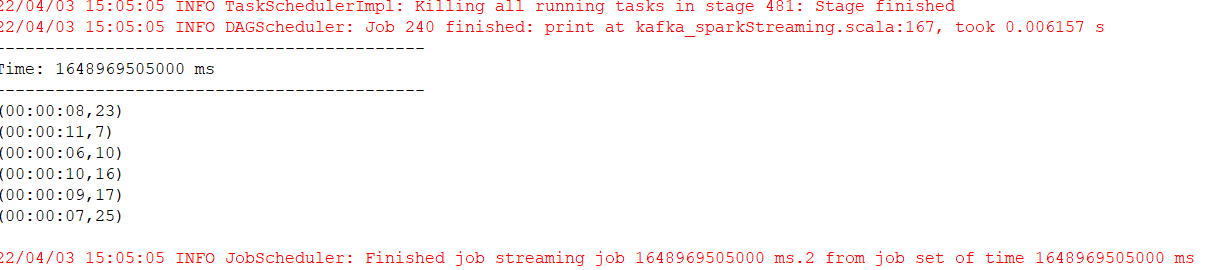 22/04/03 15:05:05 INFO TaskSchedulerImpl: Killing all running tasks in stage 481: Stage finished
22/04/03 15:05:05 INFO DAGScheduler: Job 240 finished: print at kafka_sparkStreaming.scala:167, took 0.006157 s
-------------------------------------------
Time: 1648969505000 ms
-------------------------------------------
(00:00:08,23)
(00:00:11,7)
(00:00:06,10)
(00:00:10,16)
(00:00:09,17)
(00:00:07,25)
22/04/03 15:05:05 INFO JobScheduler: Finished job streaming job 1648969505000 ms.2 from job set of time 1648969505000 ms